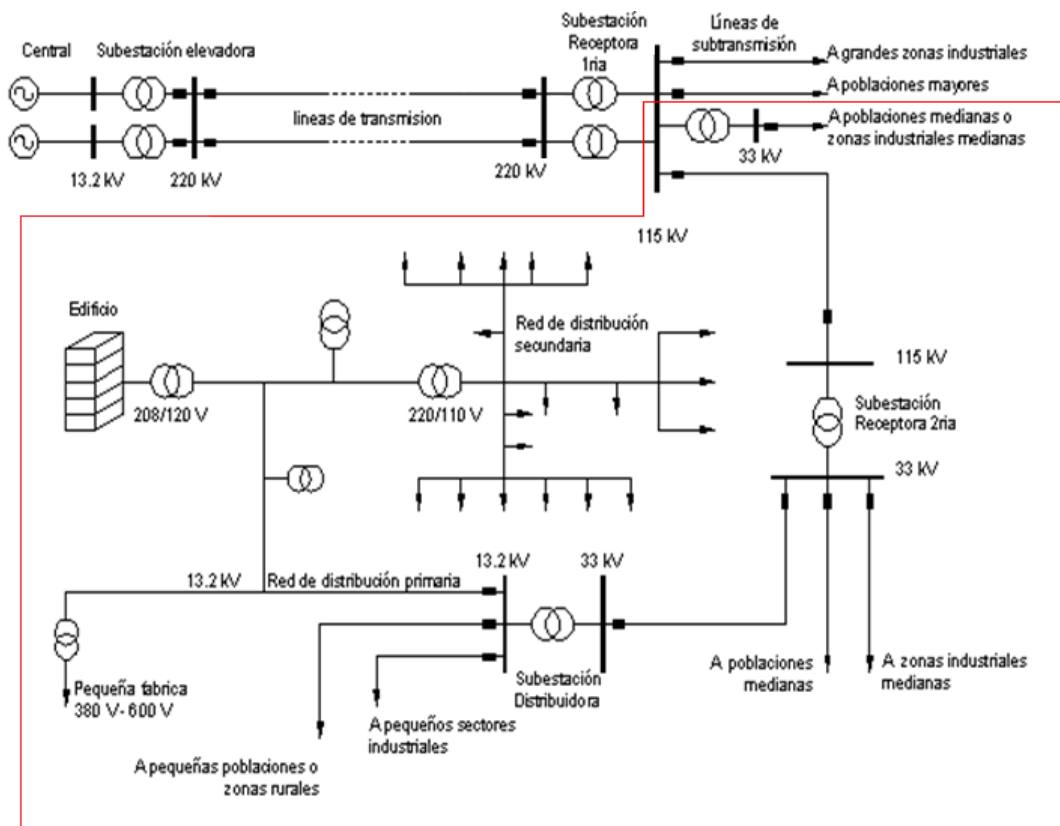 Central
Subestación elevadora
Subestación
Receptora
1ria
Líneas de
subtransmisión
A grandes zonas industriales
A poblaciones mayores
A poblaciones medianas o
zonas industriales medianas
lineas de transmision
13.2 kV
220 kV
220 kV
33 kV
115 kV
Edificio
208/120 V
220/110 V
Red de distribución
secundaria
115 kV
Subestación
Receptora 2ria
33 kV
13.2 kV
Red de distribución primaria
13.2 kV
33 kV
Subestación
Distribuidora
Pequeña fabrica
380 V- 600 V
A pequeños sectores
industriales
A pequeñas poblaciones o
zonas rurales
A poblaciones
medianas
A zonas industriales
medianas